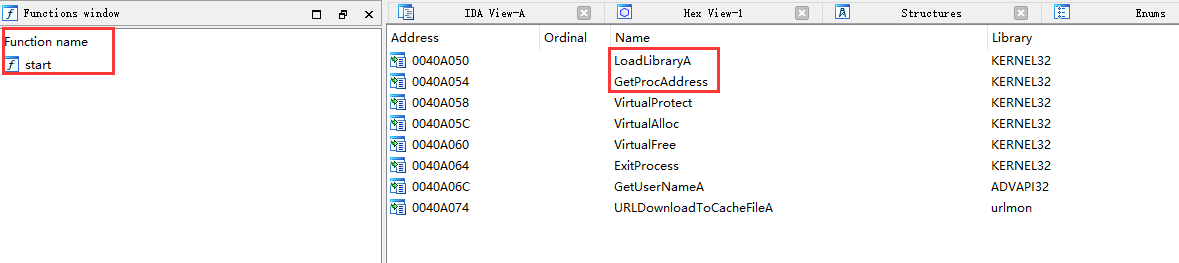 Functions window
IDA View-A
Hex View-1
Structures
Enums
Function name
start
Address Ordinal Name Library
0040A050 LoadLibraryA KERNEL32
0040A054 GetProcAddress KERNEL32
0040A058 VirtualProtect KERNEL32
0040A05C VirtualAlloc KERNEL32
0040A060 VirtualFree KERNEL32
0040A064 ExitProcess KERNEL32
0040A06C GetUserNameA ADVAPI32
0040A074 URLDownloadToCacheFileA urlmon